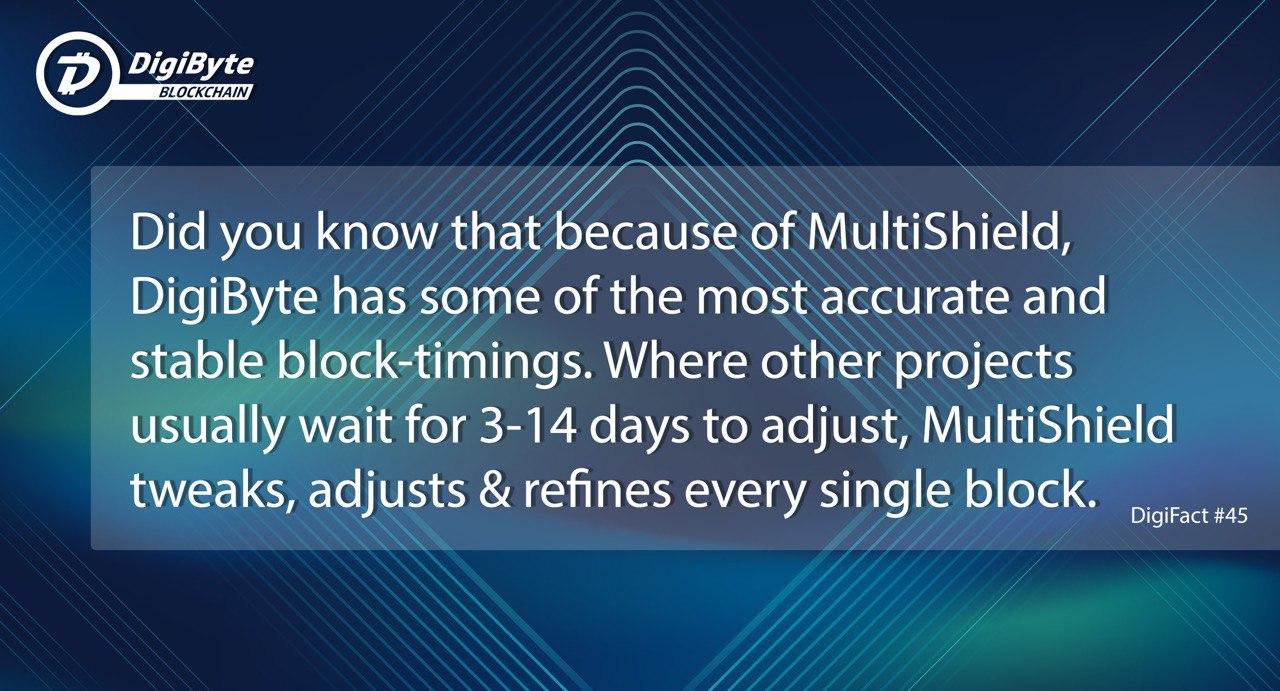 DigiByte
BLOCKCHAIN
Did you know that because of MultiShield,
DigiByte has some of the most accurate and
stable block-timings. Where other projects
usually wait for 3-14 days to adjust, MultiShield
tweaks, adjusts & refines every single block.
DigiFact #45